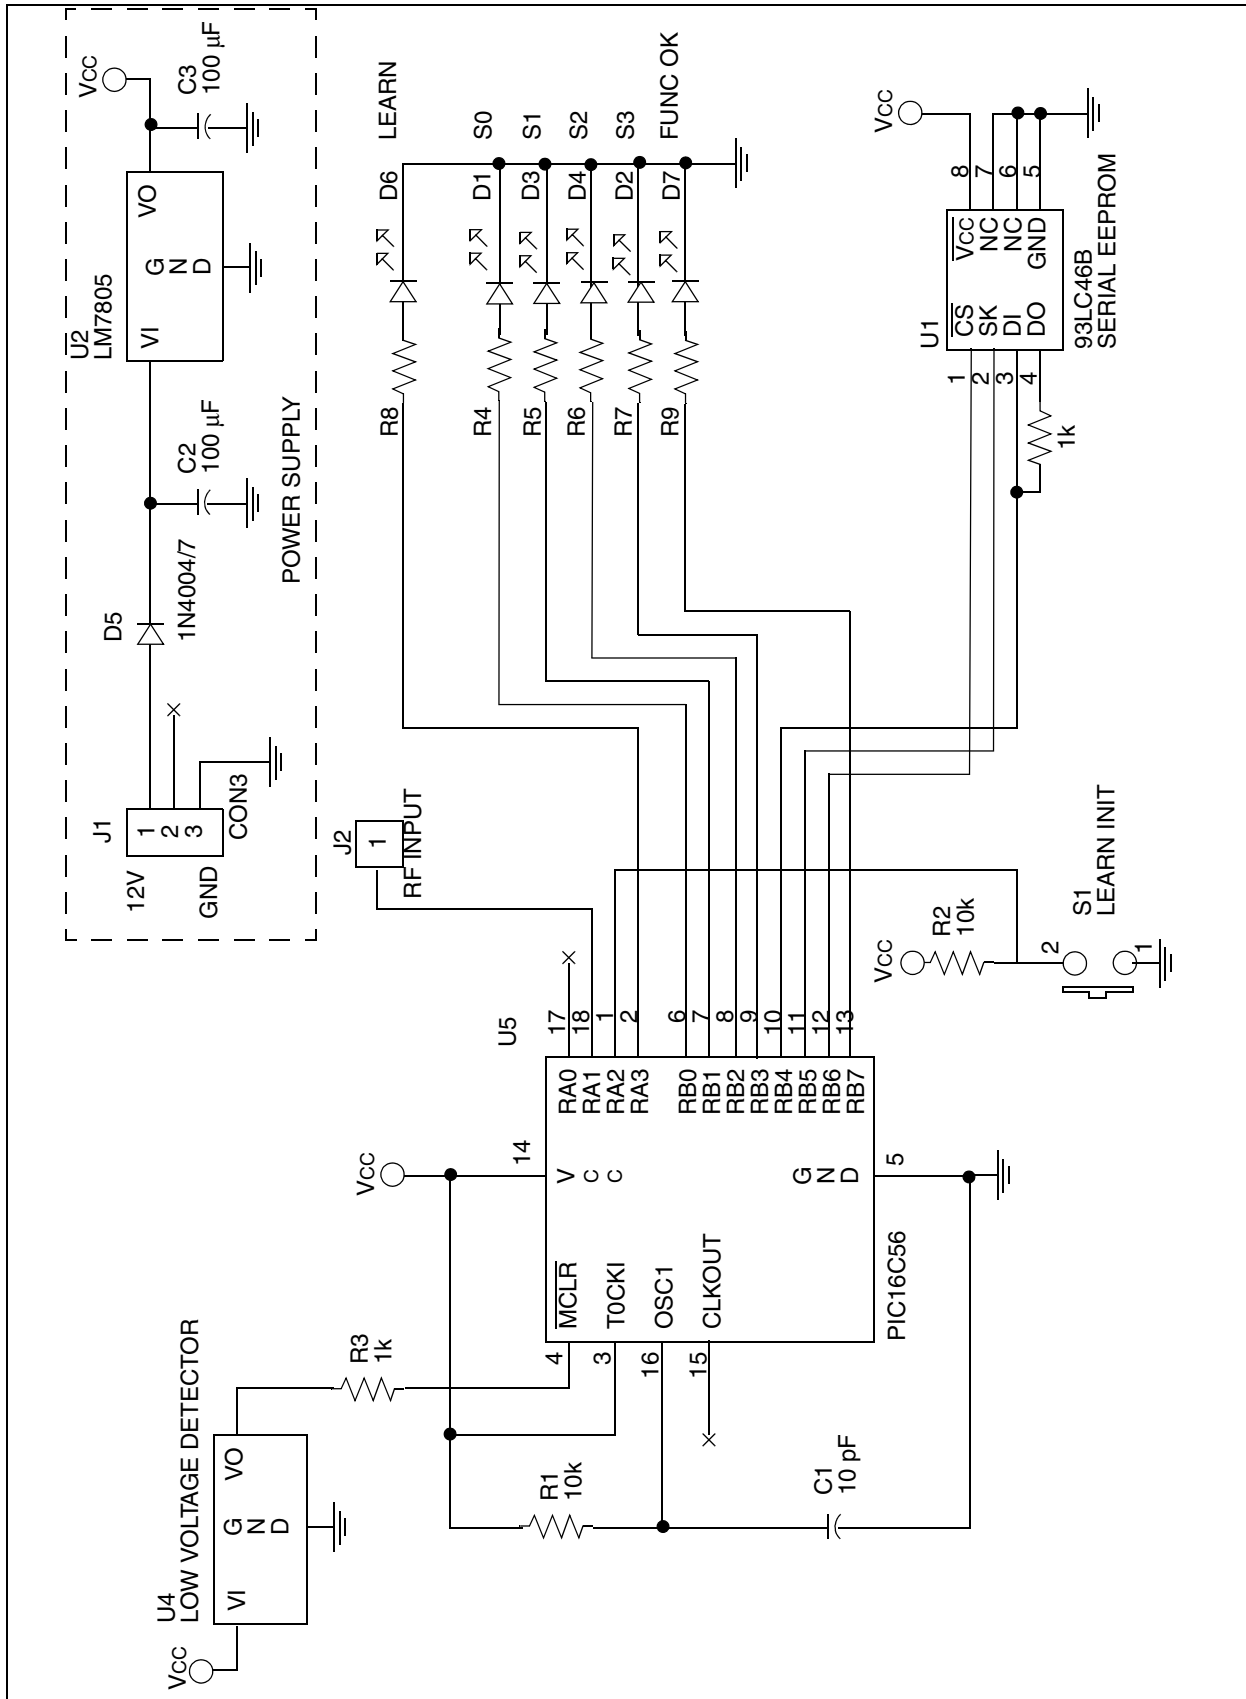 POWER SUPPLY
J1
12V
GND
1
2
3
CON3
D5
1N4004/7
C2
100 µF
U2
LM7805
VI
G
N
D
VO
VCC
C3
100 µF
U4
LOW VOLTAGE DETECTOR
VCC
VI
G
N
D
VO
R3
1k
R1
10k
C1
10 pF
VCC
14
4
3
16
15
MCLR
T0CKI
OSC1
CLKOUT
V
C
C
G
N
D
5
PIC16C56
U5
RA0
RA1
RA2
RA3
RB0
RB1
RB2
RB3
RB4
RB5
RB6
RB7
17
18
1
2
6
7
8
9
10
11
12
13
J2
1
RF INPUT
VCC
R2
10k
2
1
S1
LEARN INIT
R8
R4
R5
R6
R7
R9
D6
D1
D3
D4
D2
D7
LEARN
S0
S1
S2
S3
FUNC OK
1k
1
2
3
4
U1
CS
SK
DI
DO
VCC
NC
NC
GND
93LC46B
SERIAL EEPROM
8
7
6
5
VCC